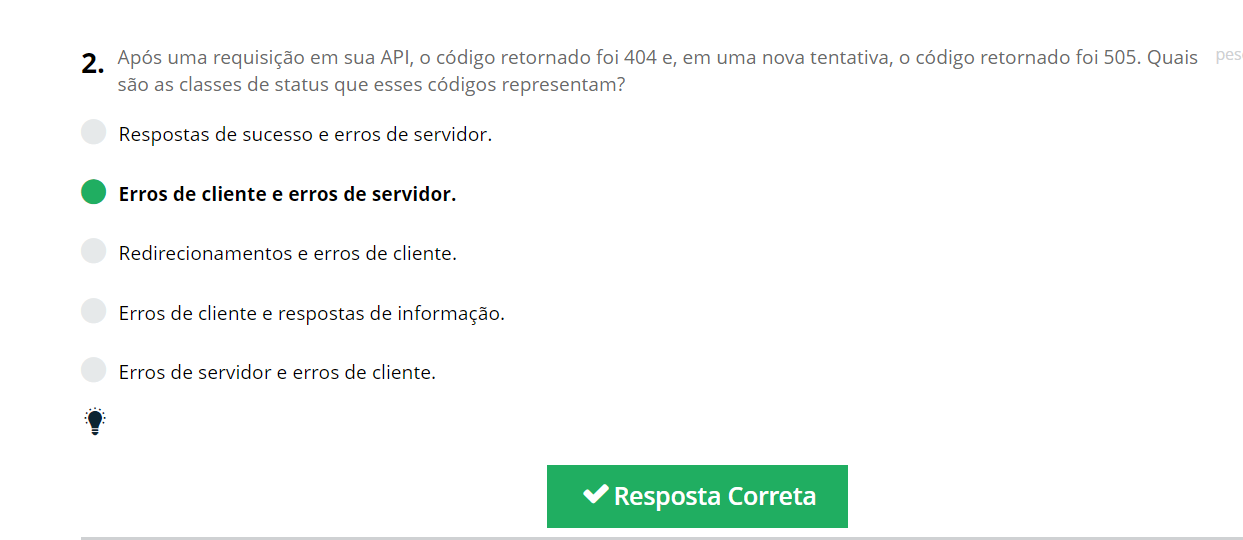 2. Após uma requisição em sua API, o código retornado foi 404 e, em uma nova tentativa, o código retornado foi 505. Quais
são as classes de status que esses códigos representam?
Respostas de sucesso e erros de servidor.
Erros de cliente e erros de servidor.
Redirecionamentos e erros de cliente.
Erros de cliente e respostas de informação.
Erros de servidor e erros de cliente.
Resposta Correta